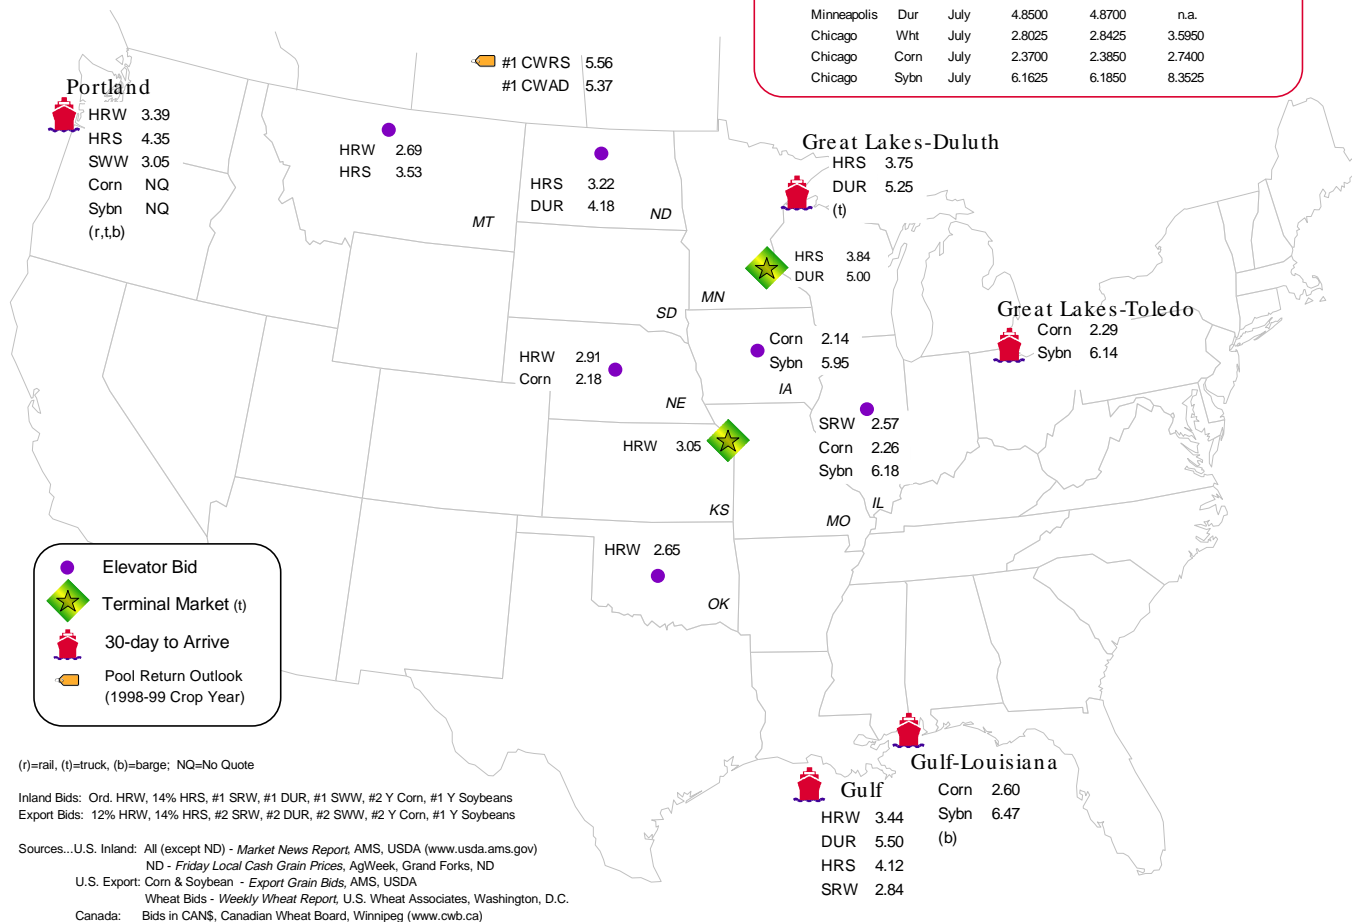 Minneapolis Dur July 4.8500 4.8700 n.a.
Chicago Wht July 2.8025 2.8425 3.5950
Chicago Corn July 2.3700 2.3850 2.7400
Chicago Sybn July 6.1625 6.1850 8.3525
#1 CWRS 5.56
#1 CWAD 5.37
Portland
HRW 3.39
HRS 4.35
SWW 3.05
Corn NQ
Sybn NQ
(r,t,b)
HRW 2.69
HRS 3.53
MT
HRS 3.22
DUR 4.18
ND
Great Lakes-Duluth
HRS 3.75
DUR 5.25
(t)
HRS 3.84
DUR 5.00
MN
SD
Great Lakes-Toledo
Corn 2.29
Sybn 6.14
Corn 2.14
Sybn 5.95
IA
HRW 2.91
Corn 2.18
NE
SRW 2.57
Corn 2.26
Sybn 6.18
IL
HRW 3.05
KS
MO
HRW 2.65
OK
Elevator Bid
Terminal Market (t)
30-day to Arrive
Pool Return Outlook
(1998-99 Crop Year)
Gulf-Louisiana
Corn 2.60
Sybn 6.47
(b)
Gulf
HRW 3.44
DUR 5.50
HRS 4.12
SRW 2.84
(r)=rail, (t)=truck, (b)=barge; NQ=No Quote
Inland Bids: Ord. HRW, 14% HRS, #1 SRW, #1 DUR, #1 SWW, #2 Y Corn, #1 Y Soybeans
Export Bids: 12% HRW, 14% HRS, #2 SRW, #2 DUR, #2 SWW, #2 Y Corn, #1 Y Soybeans
Sources...U.S. Inland: All (except ND) - Market News Report, AMS, USDA (www.usda.ams.gov)
ND - Friday Local Cash Grain Prices, AgWeek, Grand Forks, ND
U.S. Export: Corn & Soybean - Export Grain Bids, AMS, USDA
Wheat Bids - Weekly Wheat Report, U.S. Wheat Associates, Washington, D.C.
Canada: Bids in CAN$, Canadian Wheat Board, Winnipeg (www.cwb.ca)